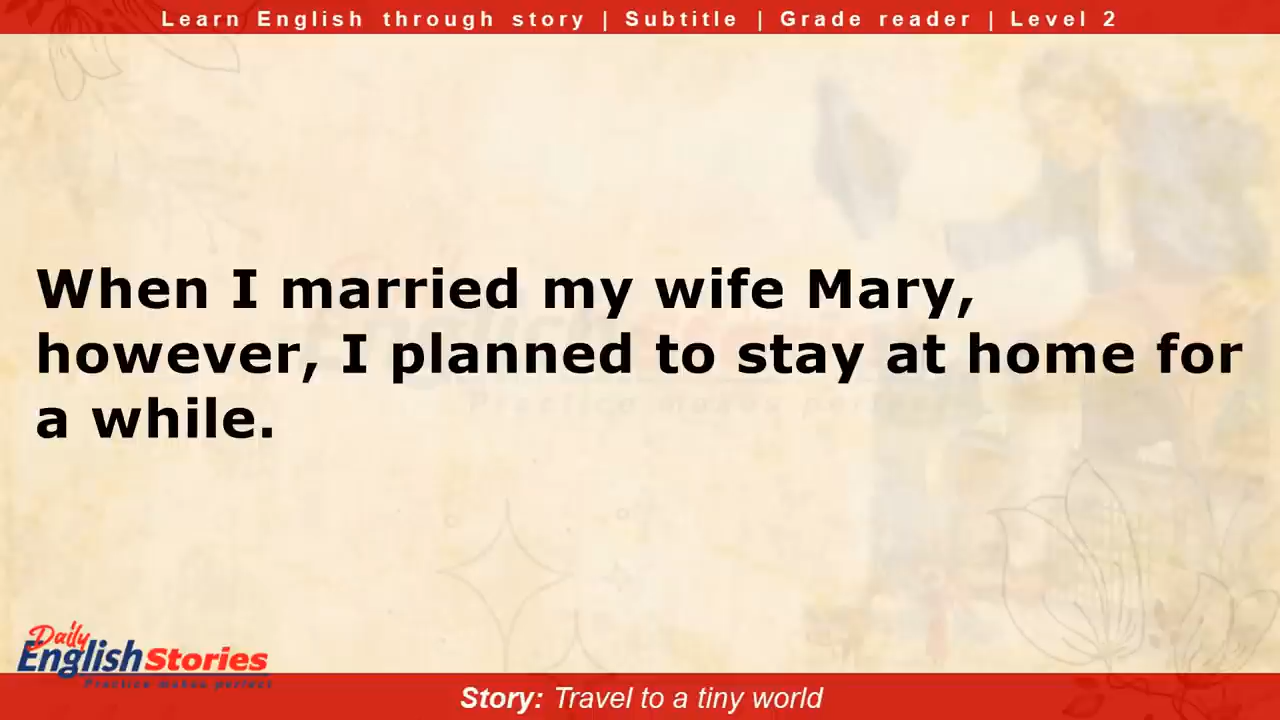 Learn English through story | Subtitle | Grade reader | Level 2
When I married my wife Mary,
however, I planned to stay at home for
a while.
Daily
English Stories
Practice makes perfect
Story: Travel to a tiny world